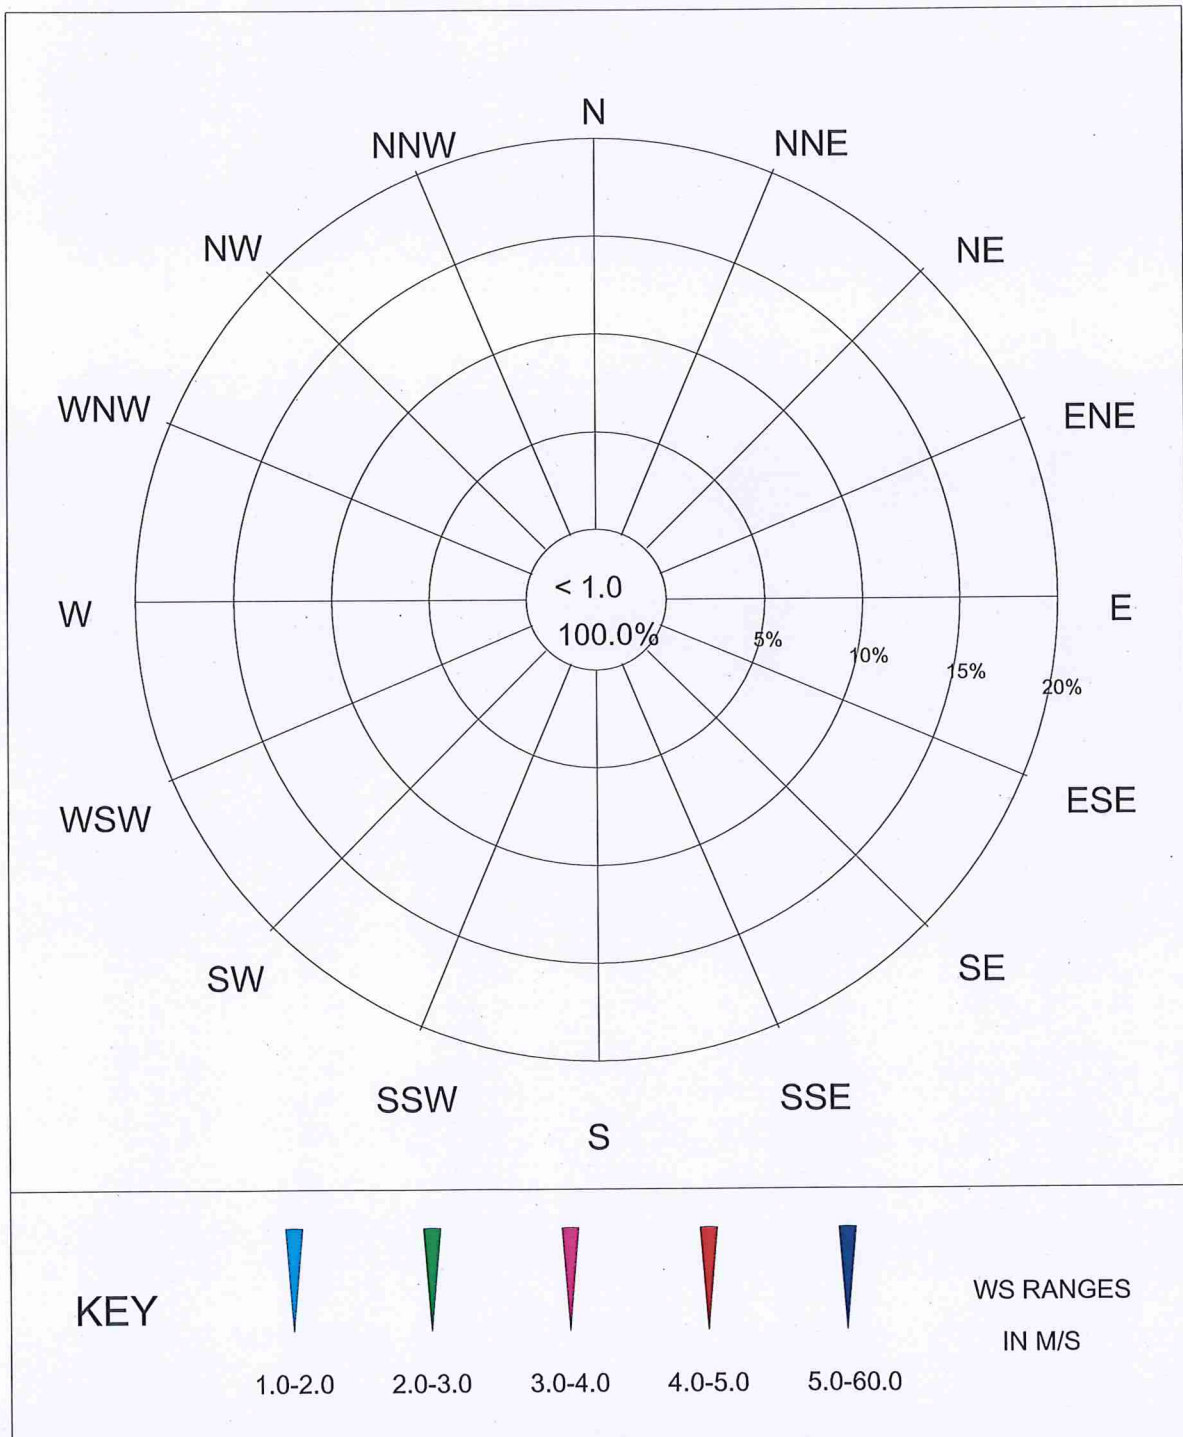 N
NNW
NNE
NW
NE
WNW
ENE
< 1.0
W
E
100.0%
5%
10%
15%
20%
WSW
ESE
SW
SE
SSW
SSE
S
KEY
WS RANGES
IN M/S
1.0-2.0
2.0-3.0
3.0-4.0
4.0-5.0
5.0-60.0